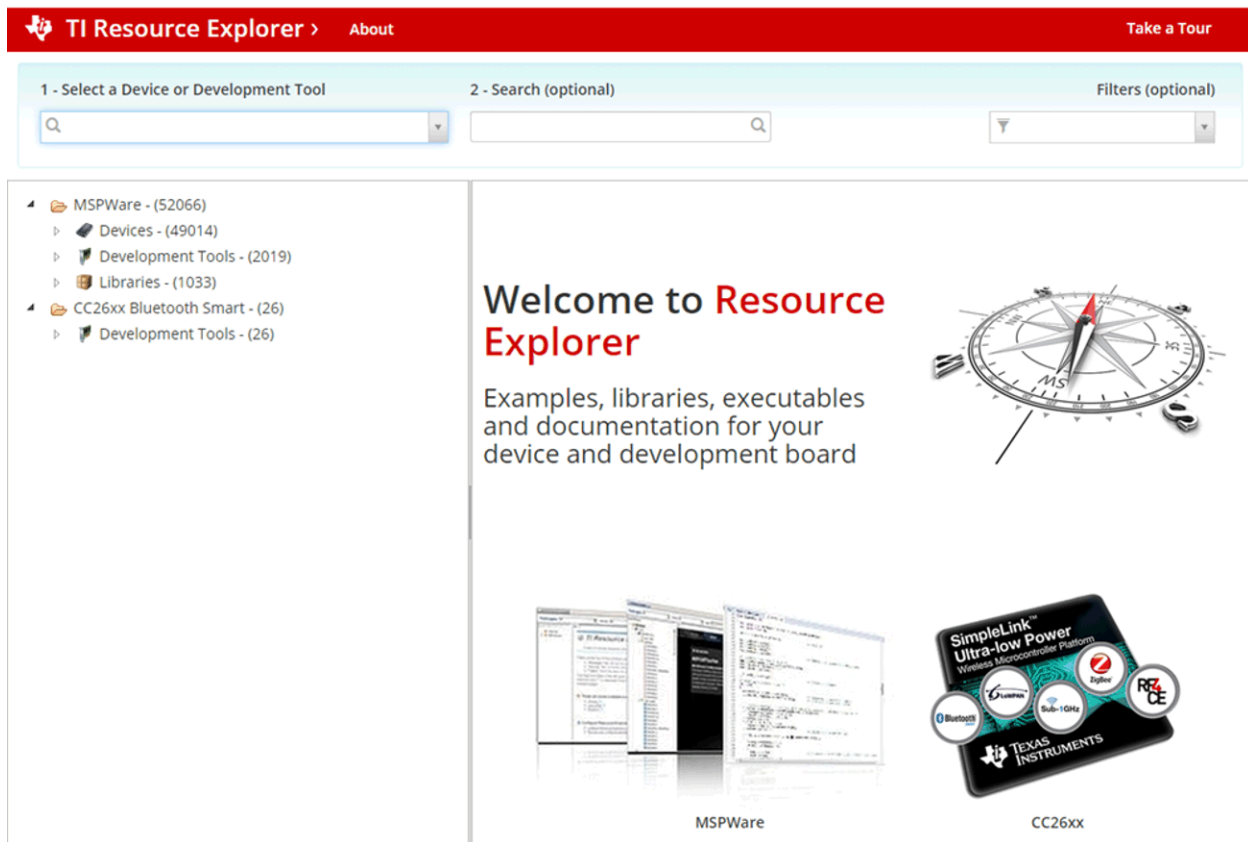 TI Resource Explorer › About Take a Tour
1 - Select a Device or Development Tool 2 - Search (optional) Filters (optional)
MSPWare - (52066)
Devices - (49014)
Development Tools - (2019)
Libraries - (1033)
CC26xx Bluetooth Smart - (26)
Development Tools - (26)
Welcome to Resource
Explorer
Examples, libraries, executables
and documentation for your
device and development board
N
SW
S
SimpleLink™
Ultra-low Power
Wireless Microcontroller Platform
ZigBee
6LoWPAN
RF4CE
Sub-1GHz
Bluetooth
Texas
Instruments
MSPWare CC26xx